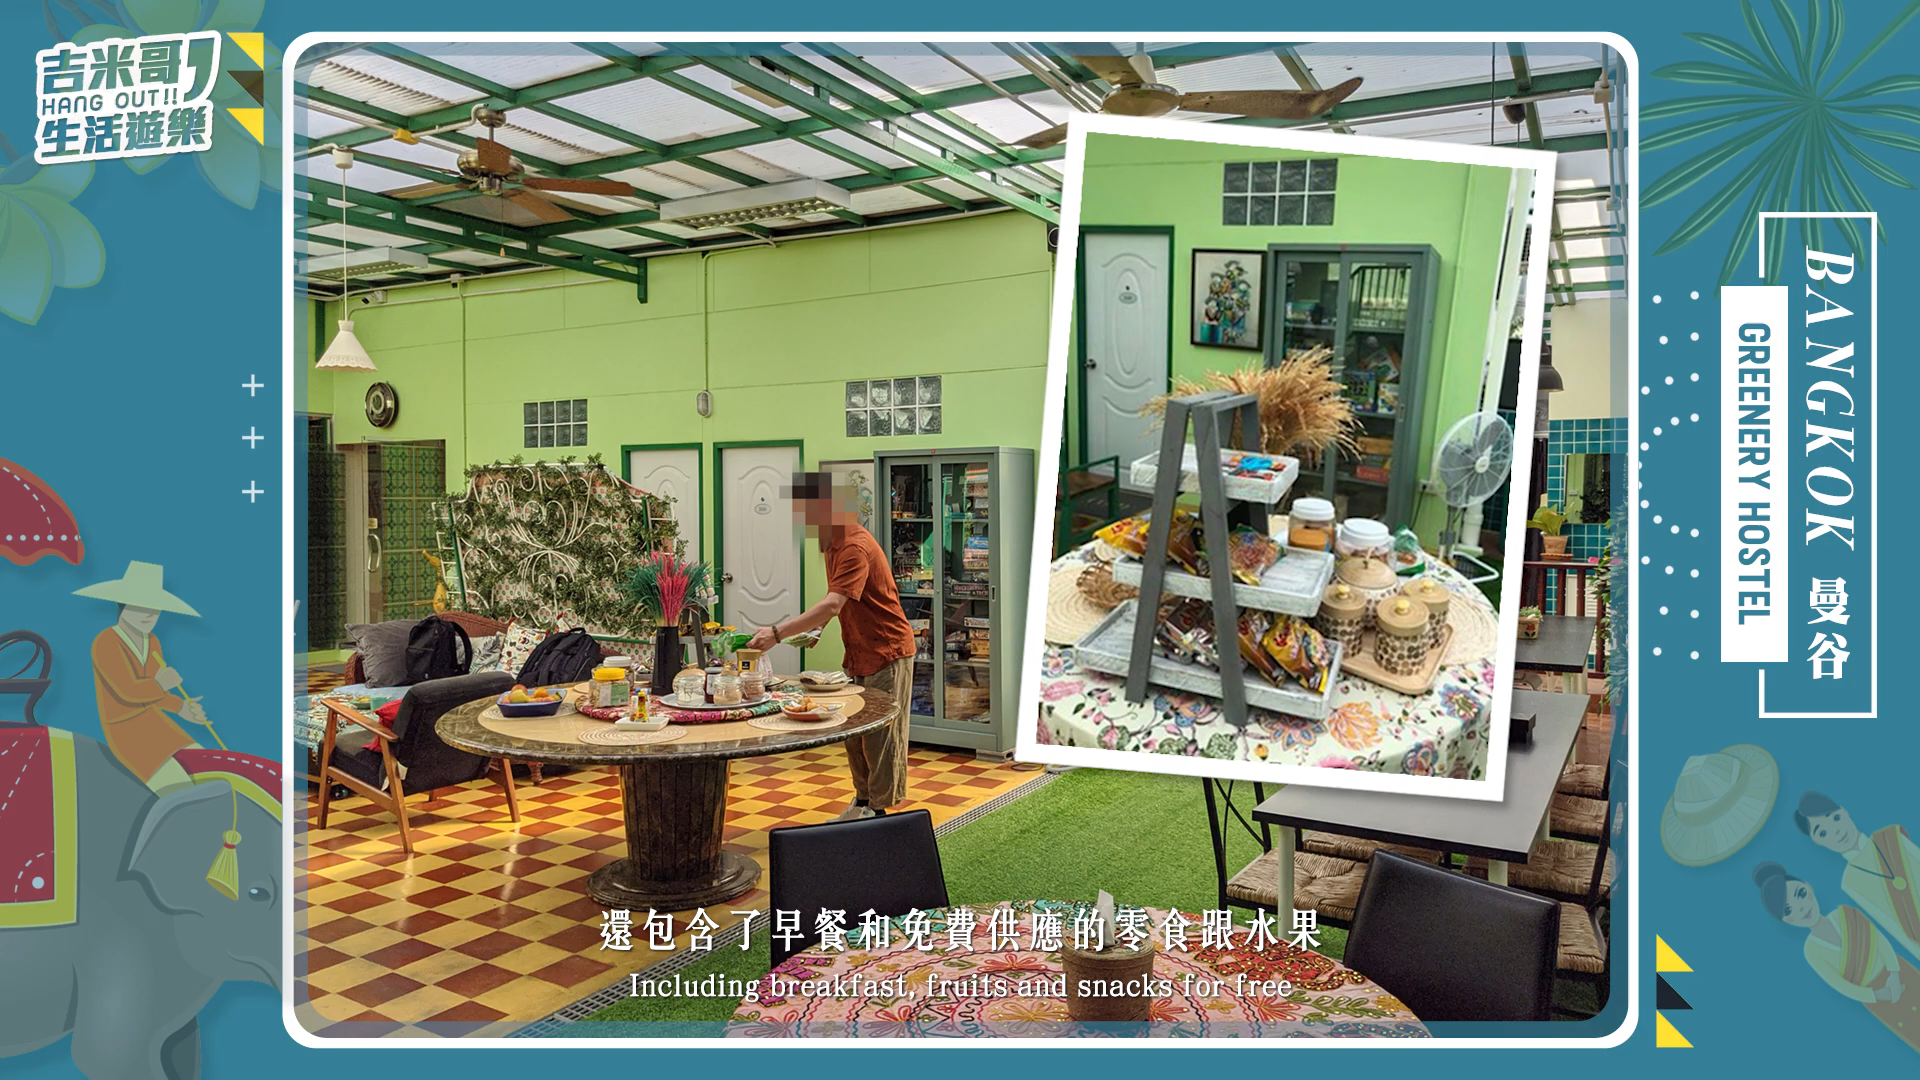 吉米哥,
HANG OUT!!
生活遊樂
BANGKOK 曼谷
GREENERY HOSTEL
還包含了早餐和免費供應的零食跟水果
Including breakfast, fruits and snacks for free